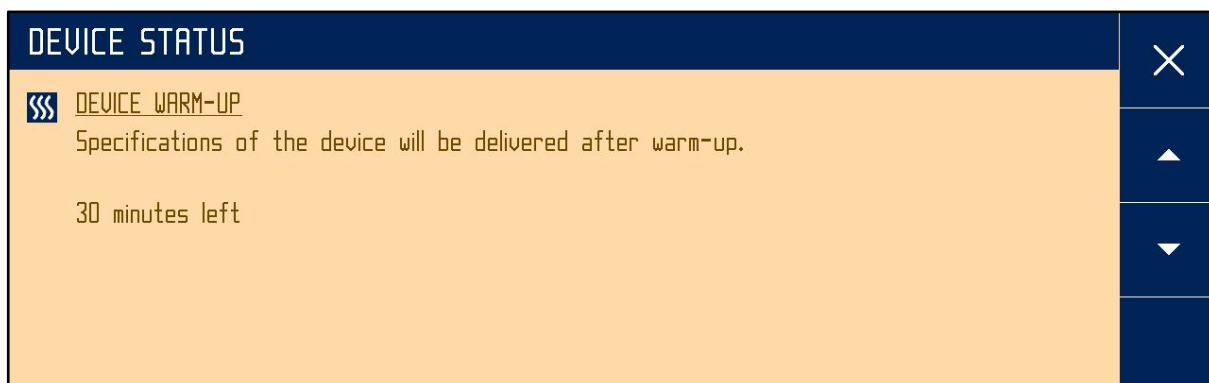 DEVICE STATUS
DEVICE WARM-UP
Specifications of the device will be delivered after warm-up.
30 minutes left